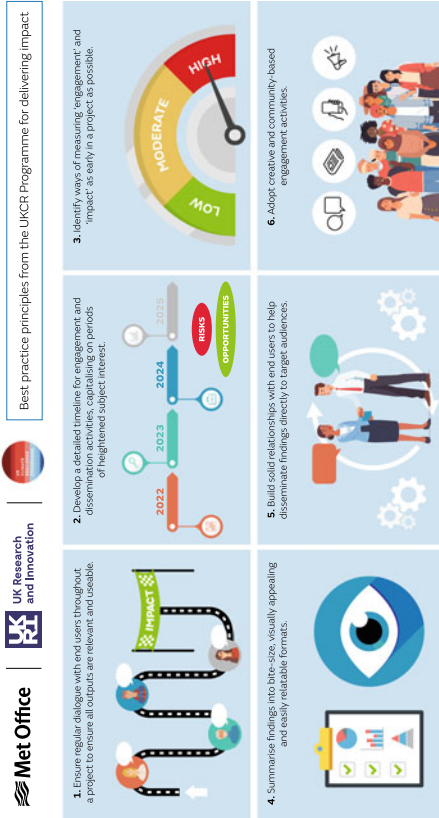 Met Office
UK
RI
UK Research
and Innovation
Best practice principles from the UKCR Programme for delivering impact
1. Ensure regular dialogue with end users throughout
a project to ensure all outputs are relevant and useable.
IMPACT
2. Develop a detailed timeline for engagement and
dissemination activities, capitalising on periods
of heightened subject interest.
2022
2023
2024
2025
RISKS
OPPORTUNITIES
3. Identify ways of measuring 'engagement' and
'impact' as early in a project as possible.
LOW
MODERATE
HIGH
4. Summarise findings into bite-size, visually appealing
and easily relatable formats.
5. Build solid relationships with end users to help
disseminate findings directly to target audiences.
6. Adopt creative and community-based
engagement activities.